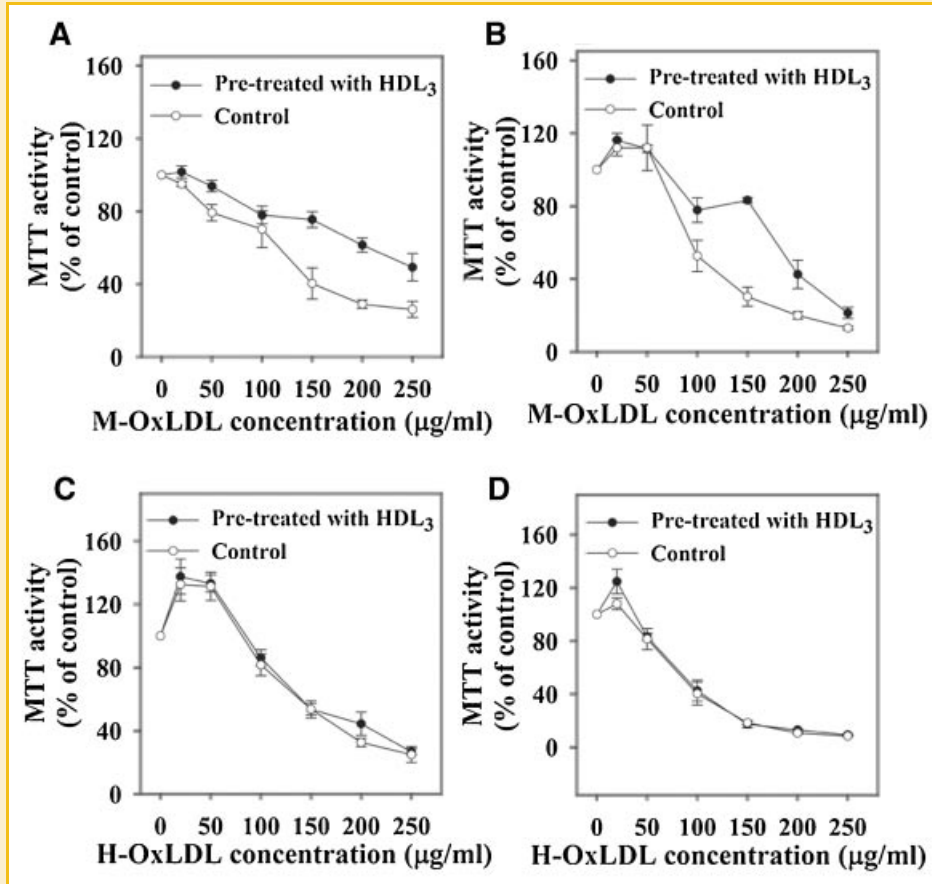 A
160
120
80
40
0
MTT activity
(% of control)
Pre-treated with HDL3
Control
0 50 100 150 200 250
M-OxLDL concentration (μg/ml)
B
160
120
80
40
0
MTT activity
(% of control)
Pre-treated with HDL3
Control
0 50 100 150 200 250
M-OxLDL concentration (μg/ml)
C
160
120
80
40
0
MTT activity
(% of control)
Pre-treated with HDL3
Control
0 50 100 150 200 250
H-OxLDL concentration (μg/ml)
D
160
120
80
40
0
MTT activity
(% of control)
Pre-treated with HDL3
Control
0 50 100 150 200 250
H-OxLDL concentration (μg/ml)